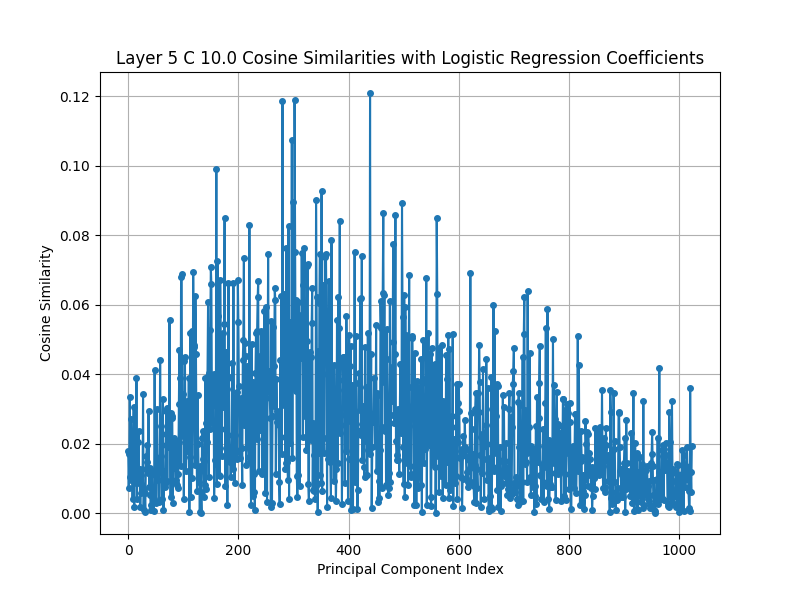 Layer 5 C 10.0 Cosine Similarities with Logistic Regression Coefficients
0.12
0.10
0.08
0.06
0.04
0.02
0.00
Cosine Similarity
0 200 400 600 800 1000
Principal Component Index